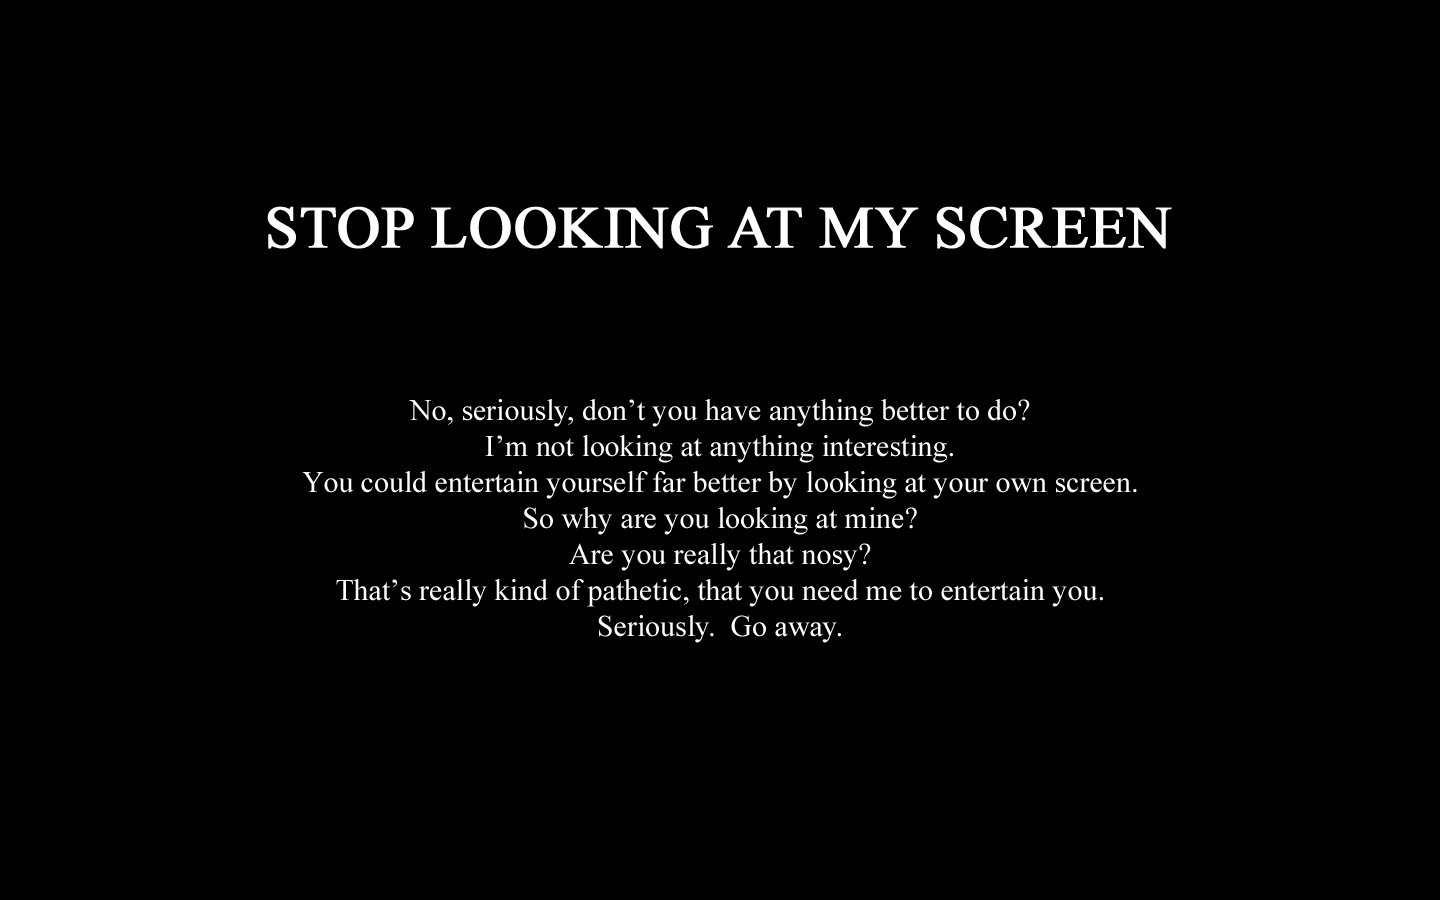 STOP LOOKING AT MY SCREEN
No, seriously, don’t you have anything better to do?
I’m not looking at anything interesting.
You could entertain yourself far better by looking at your own screen.
So why are you looking at mine?
Are you really that nosy?
That’s really kind of pathetic, that you need me to entertain you.
Seriously.  Go away.